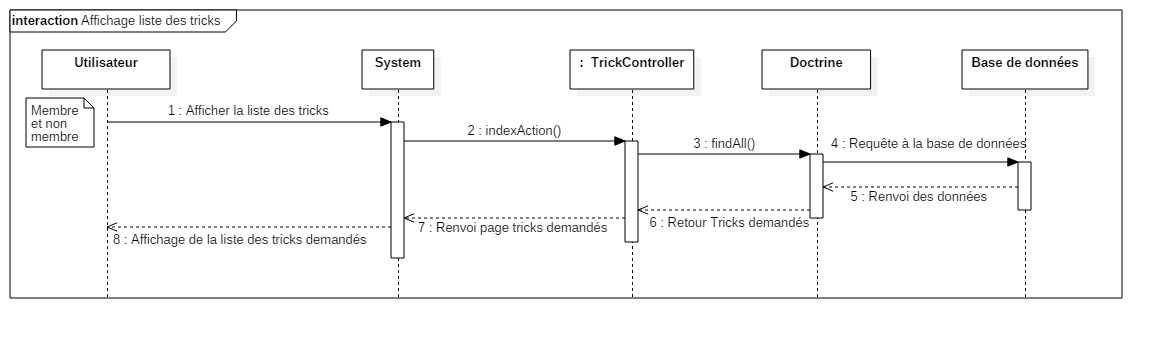 interaction Affichage liste des tricks
Utilisateur
System
: TrickController
Doctrine
Base de données
Membre
et non
membre
1 : Afficher la liste des tricks
2 : indexAction()
3 : findAll()
4 : Requête à la base de données
5 : Renvoi des données
6 : Retour Tricks demandés
7 : Renvoi page tricks demandés
8 : Affichage de la liste des tricks demandés